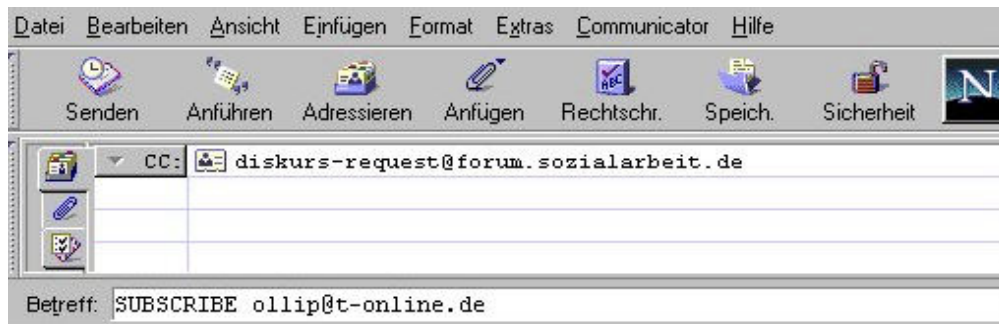 Datei Bearbeiten Ansicht Einfügen Format Extras Communicator Hilfe
Senden Anführen Adressieren Anfügen Rechtschr. Speich. Sicherheit N
CC: diskurs-request@forum.sozialarbeit.de
Betreff: SUBSCRIBE ollip@t-online.de